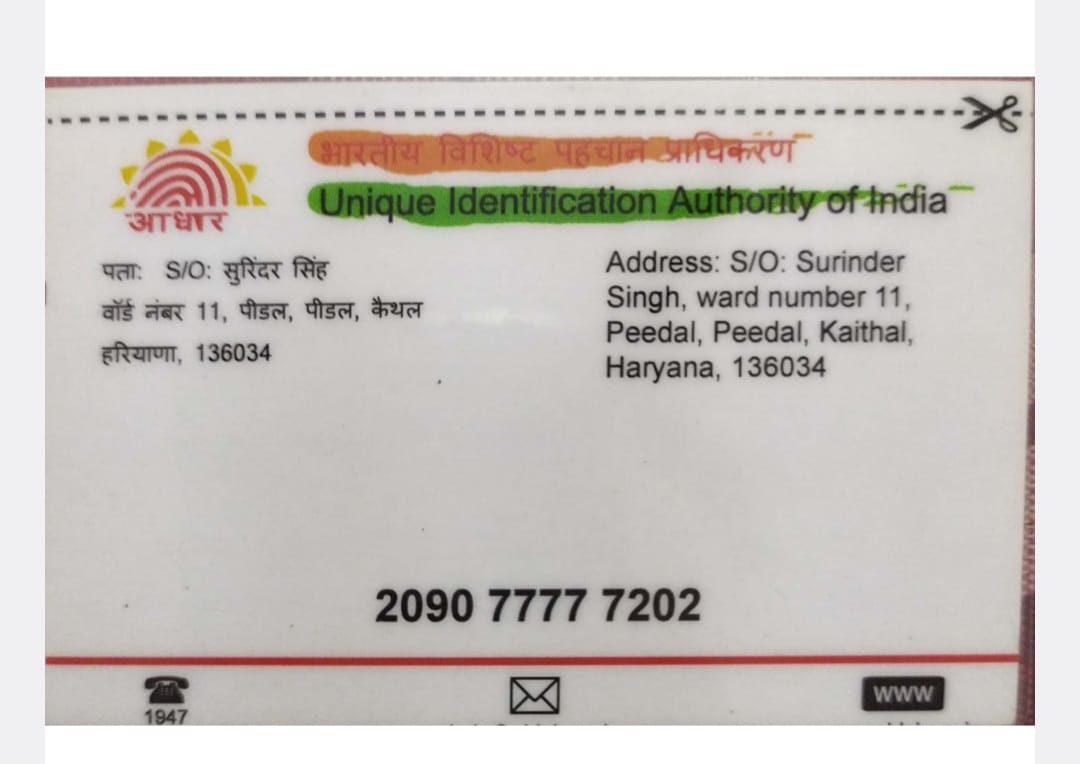 भारतीय विशिष्ट पहचान प्राधिकरण
Unique Identification Authority of India
आधार
पता: S/O: सुरिंदर सिंह
वॉर्ड नंबर 11, पीडल, पीडल, कैथल
हरियाणा, 136034
Address: S/O: Surinder
Singh, ward number 11,
Peedal, Peedal, Kaithal,
Haryana, 136034
2090 7777 7202
1947
www